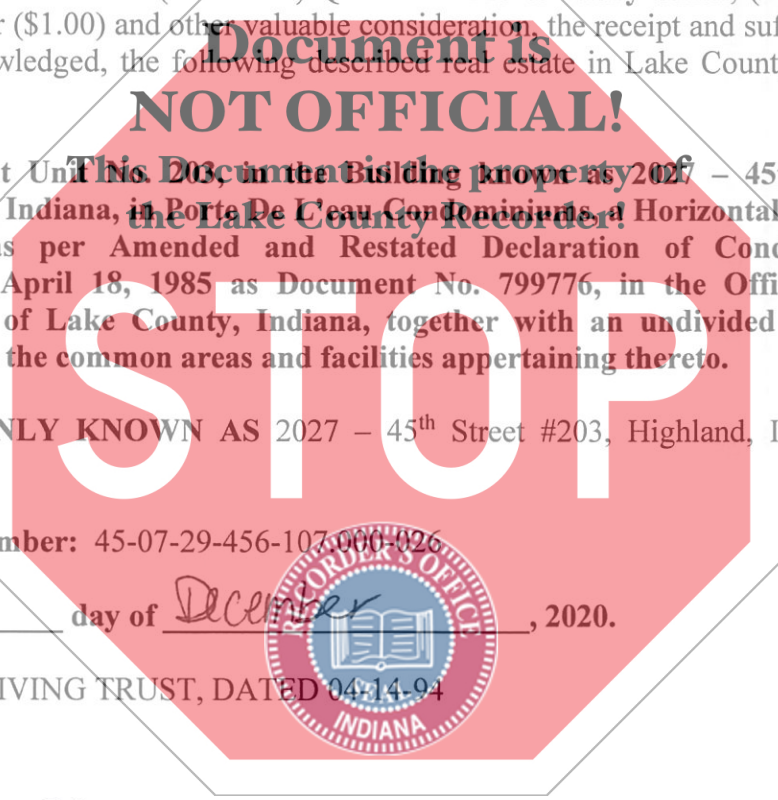 r ($1.00) and other valuable consideration, the receipt and suf
Document is
wledged, the following described real estate in Lake Count
NOT OFFICIAL!
t Unit No. 203, in the Building known as 2027 – 45
This Document is the property of
Indiana, in Porte De L'eau Condominiums, a Horizontal
the Lake County Recorder!
s per Amended and Restated Declaration of Cond
April 18, 1985 as Document No. 799776, in the Offi
of Lake County, Indiana, together with an undivided
the common areas and facilities appertaining thereto.
STOP
NLY KNOWN AS 2027 – 45th Street #203, Highland, I
mber: 45-07-29-456-107.000-026
RECORDER'S OFFICE
day of December, 2020.
SEAL
IVING TRUST, DATED 04-14-94
INDIANA